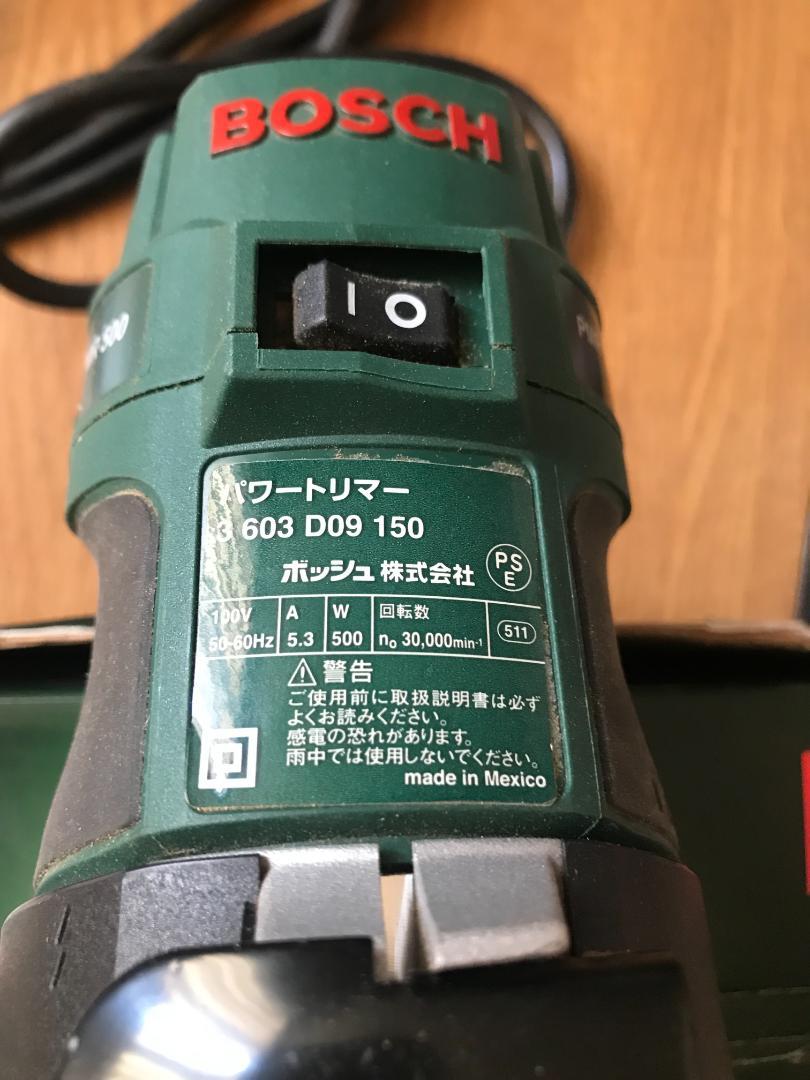 BOSCH
パワートリマー
3 603 D09 150
ボッシュ株式会社
PS
E
100V A W 回転数
50-60Hz 5.3 500 n₀ 30,000min⁻¹ 511
警告
ご使用前に取扱説明書は必ず
よくお読みください。
感電の恐れがあります。
雨中では使用しないでください。
made in Mexico